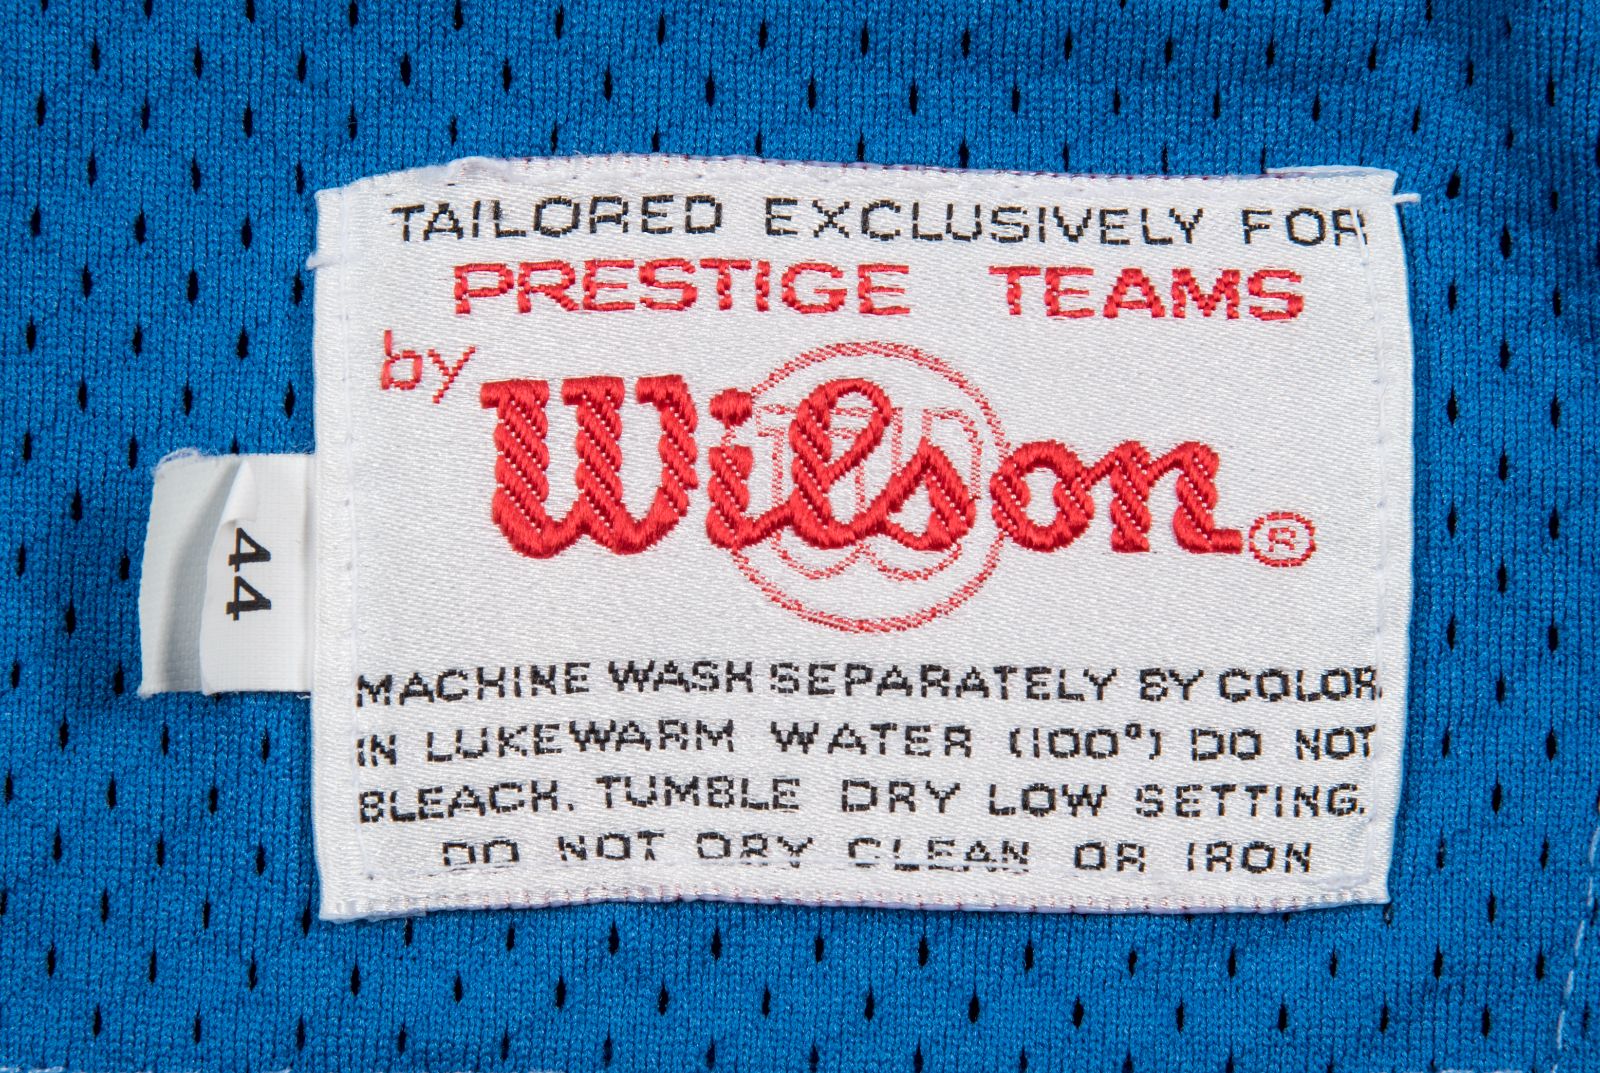 TAILORED EXCLUSIVELY FOR
PRESTIGE TEAMS
by Wilson ®
44
MACHINE WASH SEPARATELY BY COLOR
IN LUKEWARM WATER (100°) DO NOT
BLEACH. TUMBLE DRY LOW SETTING.
DO NOT DRY CLEAN OR IRON